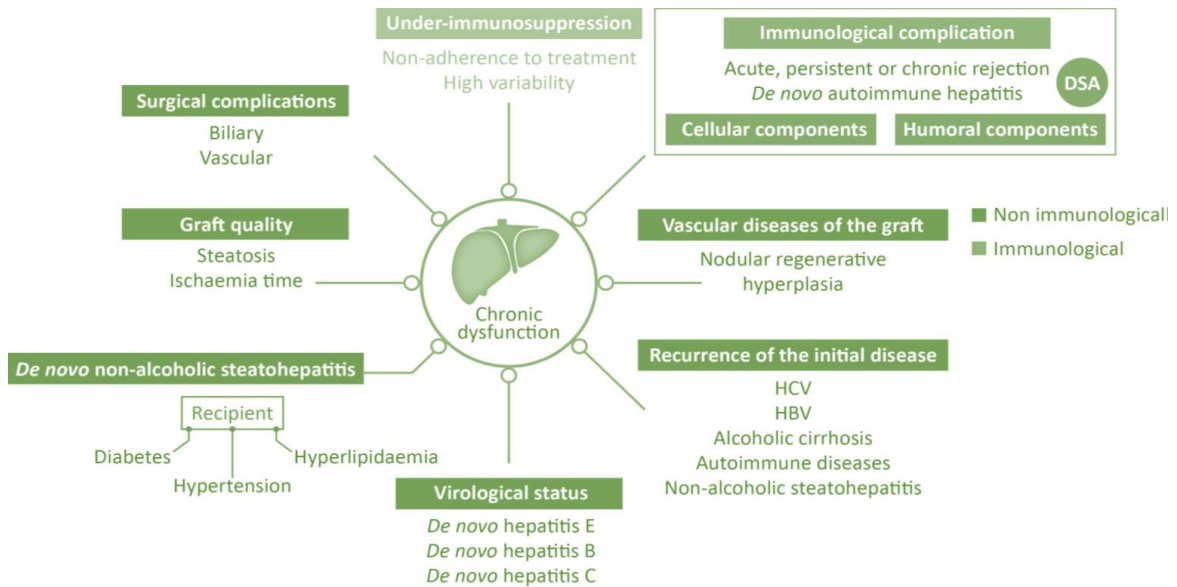 Under-immunosuppression
Non-adherence to treatment
High variability
Immunological complication
Acute, persistent or chronic rejection
De novo autoimmune hepatitis
DSA
Cellular components
Humoral components
Surgical complications
Biliary
Vascular
Graft quality
Steatosis
Ischaemia time
Vascular diseases of the graft
Nodular regenerative
hyperplasia
Non immunologicall
Immunological
Chronic
dysfunction
De novo non-alcoholic steatohepatitis
Recipient
Diabetes
Hypertension
Hyperlipidaemia
Recurrence of the initial disease
HCV
HBV
Alcoholic cirrhosis
Autoimmune diseases
Non-alcoholic steatohepatitis
Virological status
De novo hepatitis E
De novo hepatitis B
De novo hepatitis C